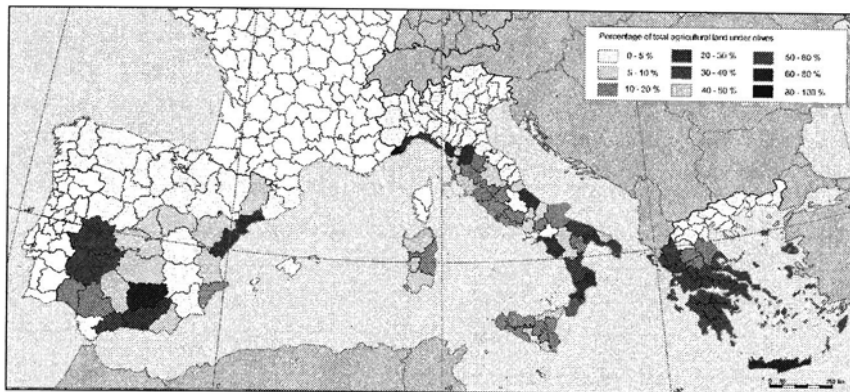 Percentage of total agricultural land under olives
0 - 5 % 20 - 30 % 50 - 60 %
5 - 10 % 30 - 40 % 60 - 80 %
10 - 20 % 40 - 50 % 80 - 100 %